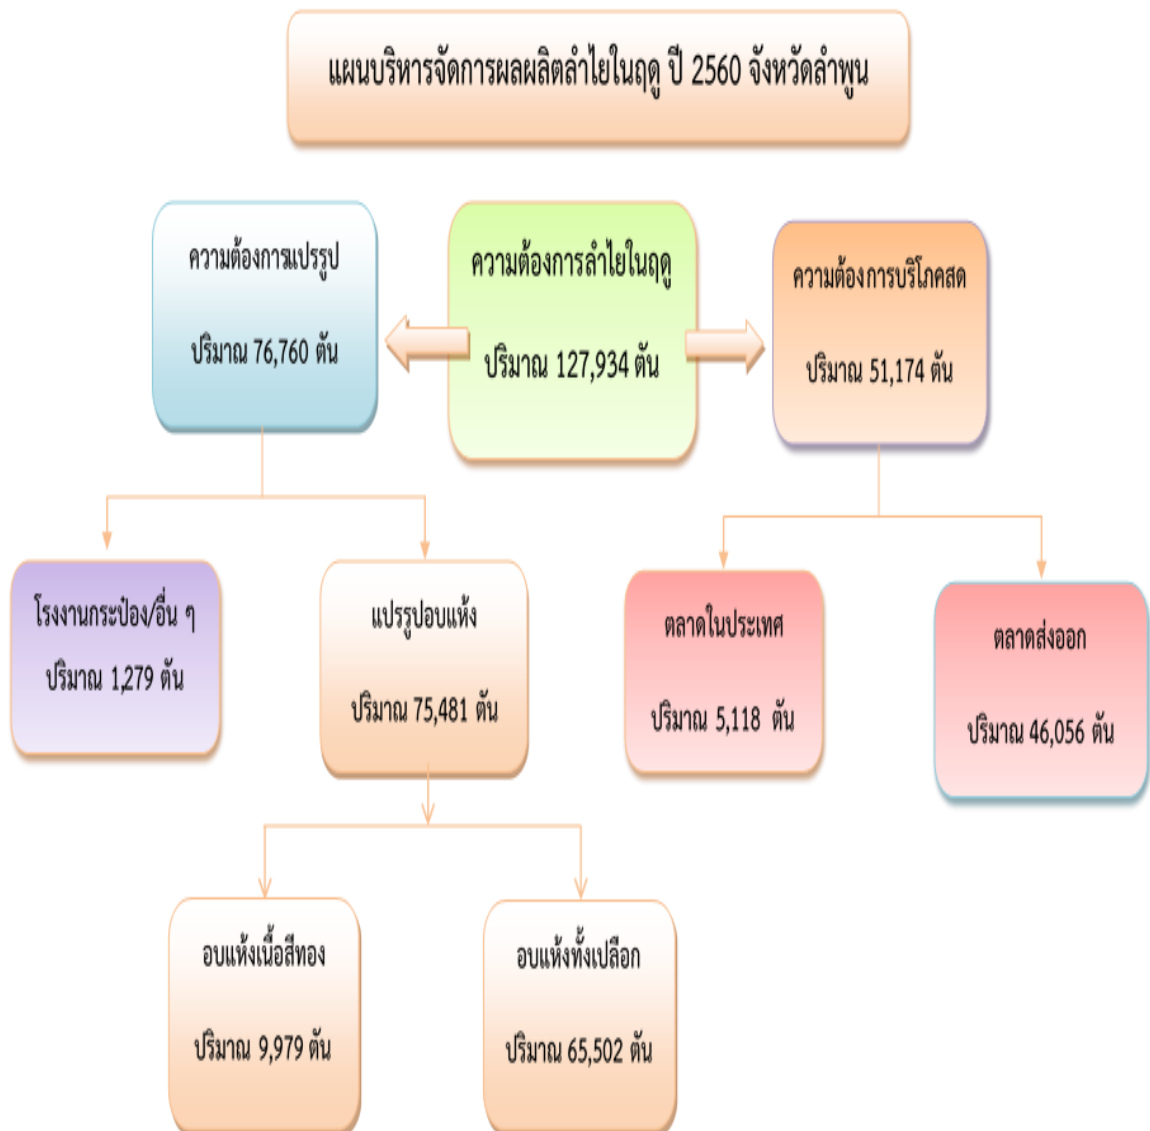 แผนบริหารจัดการผลผลิตลำไยในฤดู ปี 2560 จังหวัดลำพูน
ความต้องการแปรรูป
ปริมาณ 76,760 ตัน
ความต้องการลำไยในฤดู
ปริมาณ 127,934 ตัน
ความต้องการบริโภคสด
ปริมาณ 51,174 ตัน
โรงงานกระป๋อง/อื่น ๆ
ปริมาณ 1,279 ตัน
แปรรูปอบแห้ง
ปริมาณ 75,481 ตัน
ตลาดในประเทศ
ปริมาณ 5,118 ตัน
ตลาดส่งออก
ปริมาณ 46,056 ตัน
อบแห้งเนื้อสีทอง
ปริมาณ 9,979 ตัน
อบแห้งทั้งเปลือก
ปริมาณ 65,502 ตัน